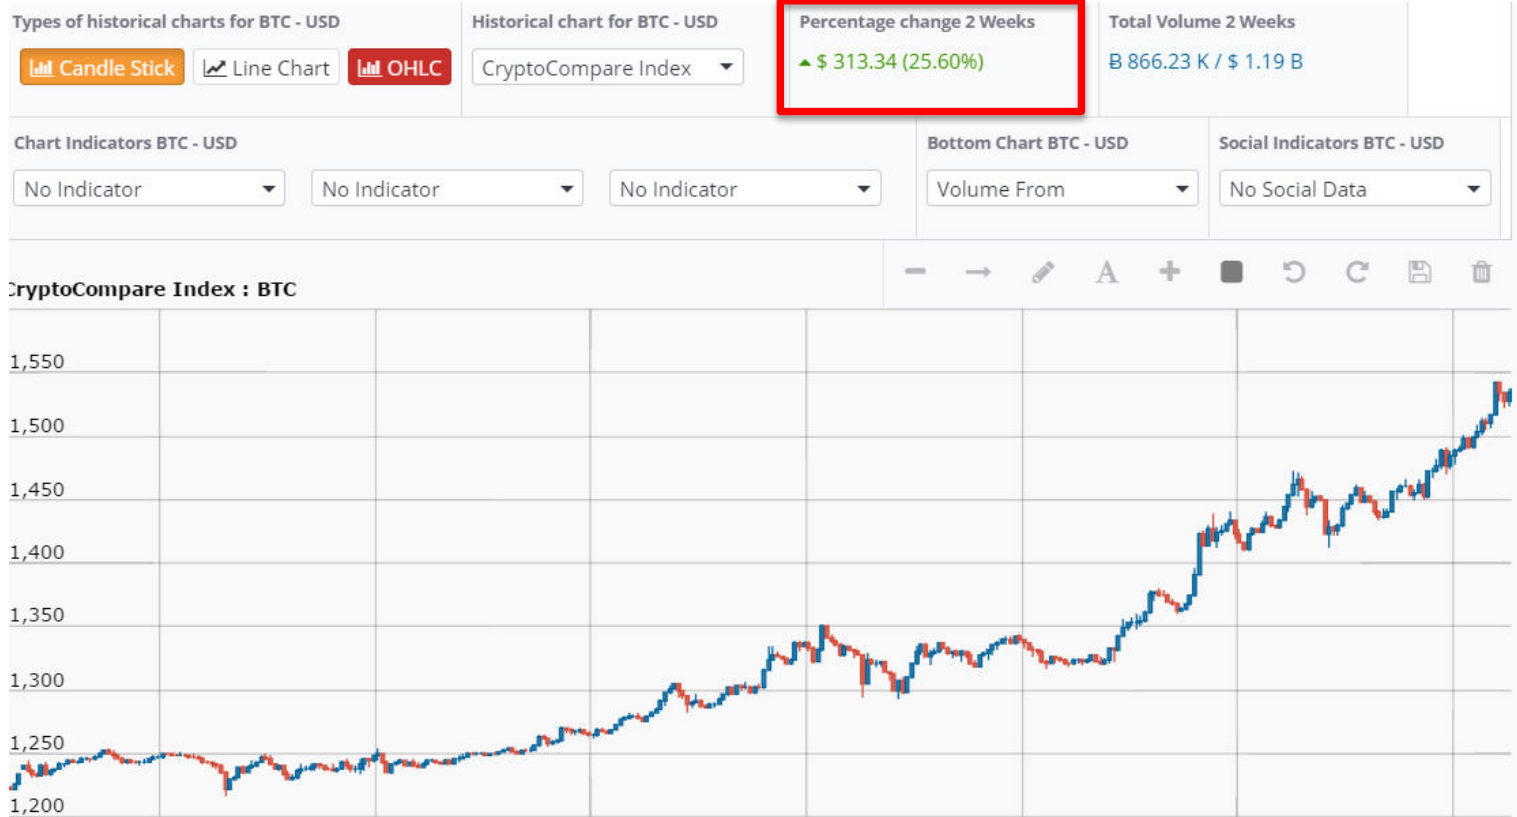 Types of historical charts for BTC - USD
Historical chart for BTC - USD
Percentage change 2 Weeks
Total Volume 2 Weeks
Candle Stick
Line Chart
OHLC
CryptoCompare Index
$ 313.34 (25.60%)
Ƀ 866.23 K / $ 1.19 B
Chart Indicators BTC - USD
Bottom Chart BTC - USD
Social Indicators BTC - USD
No Indicator
No Indicator
No Indicator
Volume From
No Social Data
A
CryptoCompare Index : BTC
1,550
1,500
1,450
1,400
1,350
1,300
1,250
1,200